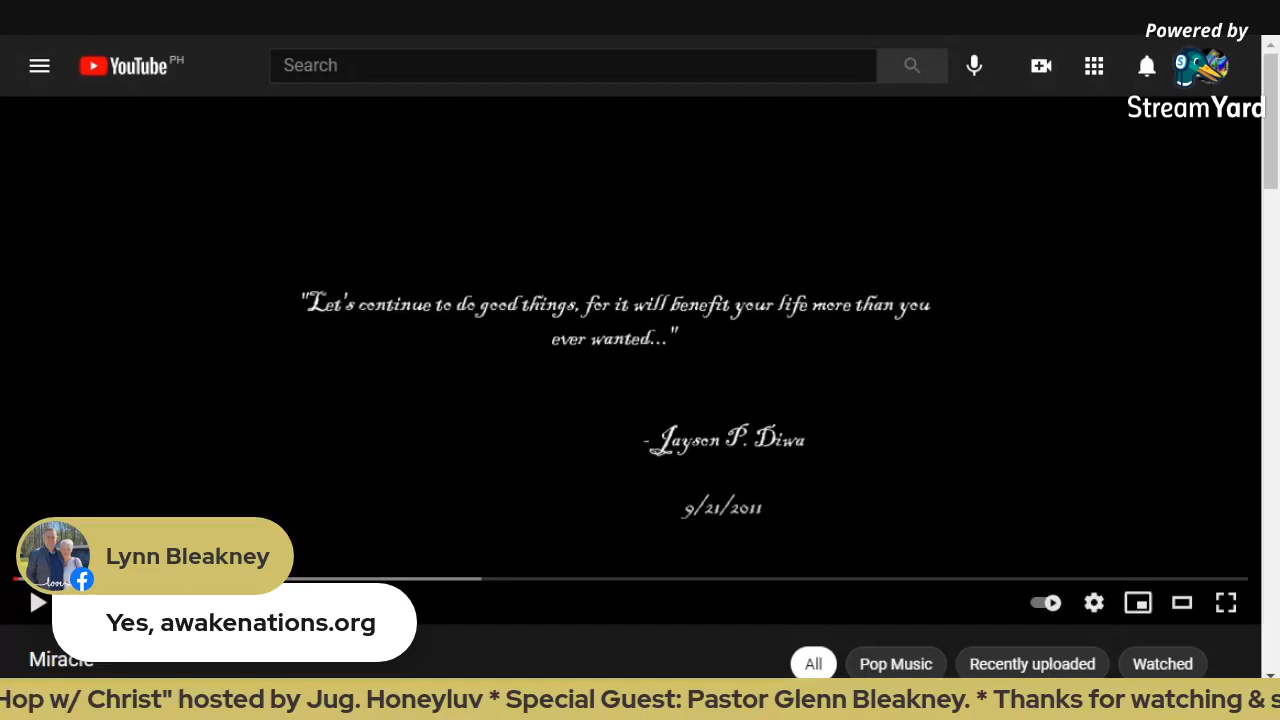 Powered by
YouTube PH
Search
StreamYard
"Let's continue to do good things, for it will benefit your life more than you
ever wanted..."
- Jayson P. Diwa
9/21/2011
Lynn Bleakney
love
Yes, awakenations.org
Miracle
All
Pop Music
Recently uploaded
Watched
Hop w/ Christ" hosted by Jug. Honeyluv * Special Guest: Pastor Glenn Bleakney. * Thanks for watching & s